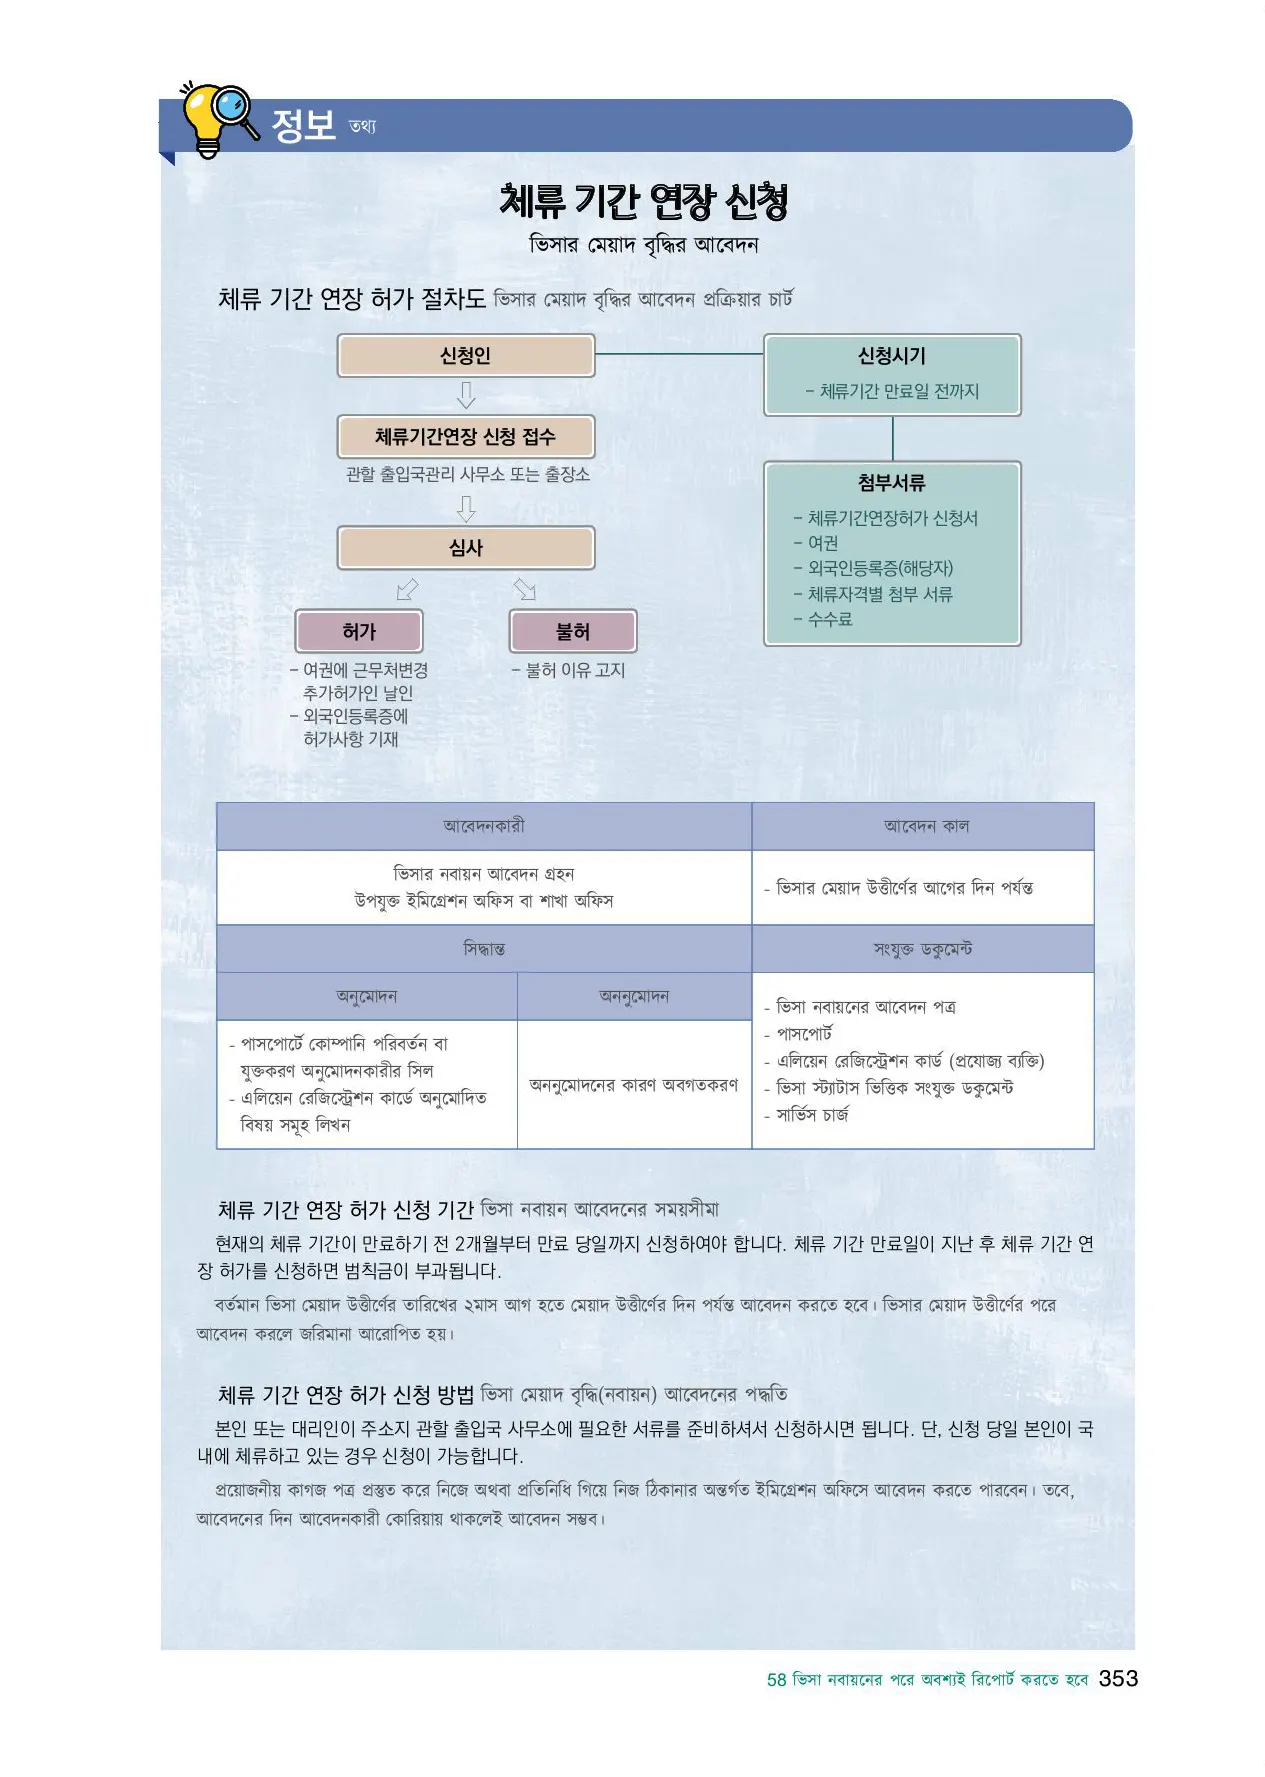 정보 তথ্য
체류 기간 연장 신청
ভিসার মেয়াদ বৃদ্ধির আবেদন
체류 기간 연장 허가 절차도 ভিসার মেয়াদ বৃদ্ধির আবেদন প্রক্রিয়ার চার্ট
신청인
체류기간연장 신청 접수
관할 출입국관리 사무소 또는 출장소
심사
허가
- 여권에 근무처변경
추가허가인 날인
- 외국인등록증에
허가사항 기재
불허
- 불허 이유 고지
신청시기
- 체류기간 만료일 전까지
첨부서류
- 체류기간연장허가 신청서
- 여권
- 외국인등록증(해당자)
- 체류자격별 첨부 서류
- 수수료
আবেদনকারী
আবেদন কাল
ভিসার নবায়ন আবেদন গ্রহন
উপযুক্ত ইমিগ্রেশন অফিস বা শাখা অফিস
- ভিসার মেয়াদ উত্তীর্ণের আগের দিন পর্যন্ত
সিদ্ধান্ত
সংযুক্ত ডকুমেন্ট
অনুমোদন
অননুমোদন
- পাসপোর্টে কোম্পানি পরিবর্তন বা
যুক্তকরণ অনুমোদনকারীর সিল
- এলিয়েন রেজিস্ট্রেশন কার্ডে অনুমোদিত
বিষয় সমূহ লিখন
অননুমোদনের কারণ অবগতকরণ
- ভিসা নবায়নের আবেদন পত্র
- পাসপোর্ট
- এলিয়েন রেজিস্ট্রেশন কার্ড (প্রযোজ্য ব্যক্তি)
- ভিসা স্ট্যাটাস ভিত্তিক সংযুক্ত ডকুমেন্ট
- সার্ভিস চার্জ
체류 기간 연장 허가 신청 기간 ভিসা নবায়ন আবেদনের সময়সীমা
현재의 체류 기간이 만료하기 전 2개월부터 만료 당일까지 신청하여야 합니다. 체류 기간 만료일이 지난 후 체류 기간 연
장 허가를 신청하면 범칙금이 부과됩니다.
বর্তমান ভিসা মেয়াদ উত্তীর্ণের তারিখের ২মাস আগ হতে মেয়াদ উত্তীর্ণের দিন পর্যন্ত আবেদন করতে হবে। ভিসার মেয়াদ উত্তীর্ণের পরে
আবেদন করলে জরিমানা আরোপিত হয়।
체류 기간 연장 허가 신청 방법 ভিসা মেয়াদ বৃদ্ধি(নবায়ন) আবেদনের পদ্ধতি
본인 또는 대리인이 주소지 관할 출입국 사무소에 필요한 서류를 준비하셔서 신청하시면 됩니다. 단, 신청 당일 본인이 국
내에 체류하고 있는 경우 신청이 가능합니다.
প্রয়োজনীয় কাগজ পত্র প্রস্তুত করে নিজে অথবা প্রতিনিধি গিয়ে নিজ ঠিকানার অন্তর্গত ইমিগ্রেশন অফিসে আবেদন করতে পারবেন। তবে,
আবেদনের দিন আবেদনকারী কোরিয়ায় থাকলেই আবেদন সম্ভব।
58 ভিসা নবায়নের পরে অবশ্যই রিপোর্ট করতে হবে 353